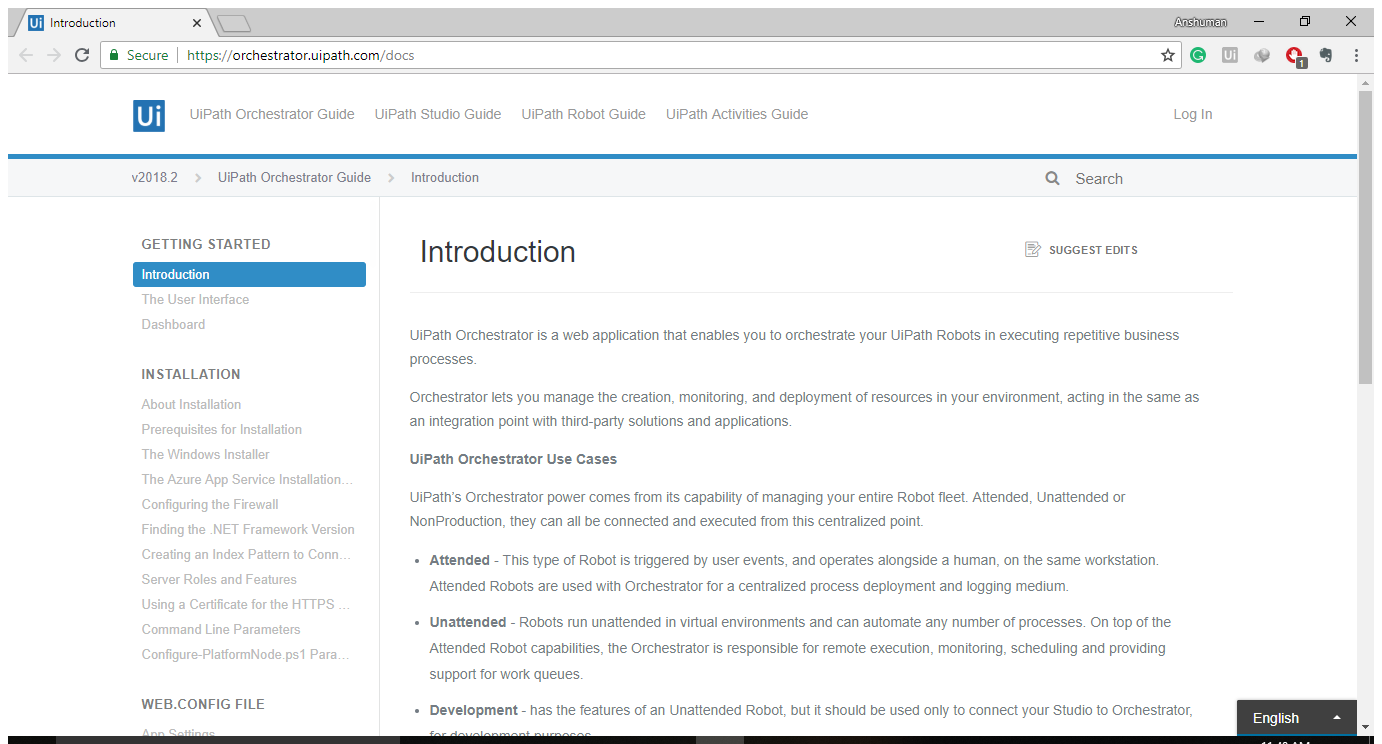 Ui Introduction
Anshuman
Secure https://orchestrator.uipath.com/docs
Ui
1
Ui UiPath Orchestrator Guide UiPath Studio Guide UiPath Robot Guide UiPath Activities Guide Log In
v2018.2 UiPath Orchestrator Guide Introduction Search
GETTING STARTED
Introduction
The User Interface
Dashboard
INSTALLATION
About Installation
Prerequisites for Installation
The Windows Installer
The Azure App Service Installation…
Configuring the Firewall
Finding the .NET Framework Version
Creating an Index Pattern to Conn…
Server Roles and Features
Using a Certificate for the HTTPS …
Command Line Parameters
Configure-PlatformNode.ps1 Para…
WEB.CONFIG FILE
App Settings
Introduction
SUGGEST EDITS
UiPath Orchestrator is a web application that enables you to orchestrate your UiPath Robots in executing repetitive business
processes.
Orchestrator lets you manage the creation, monitoring, and deployment of resources in your environment, acting in the same as
an integration point with third-party solutions and applications.
UiPath Orchestrator Use Cases
UiPath's Orchestrator power comes from its capability of managing your entire Robot fleet. Attended, Unattended or
NonProduction, they can all be connected and executed from this centralized point.
• Attended - This type of Robot is triggered by user events, and operates alongside a human, on the same workstation.
Attended Robots are used with Orchestrator for a centralized process deployment and logging medium.
• Unattended - Robots run unattended in virtual environments and can automate any number of processes. On top of the
Attended Robot capabilities, the Orchestrator is responsible for remote execution, monitoring, scheduling and providing
support for work queues.
• Development - has the features of an Unattended Robot, but it should be used only to connect your Studio to Orchestrator,
for development purposes.
English